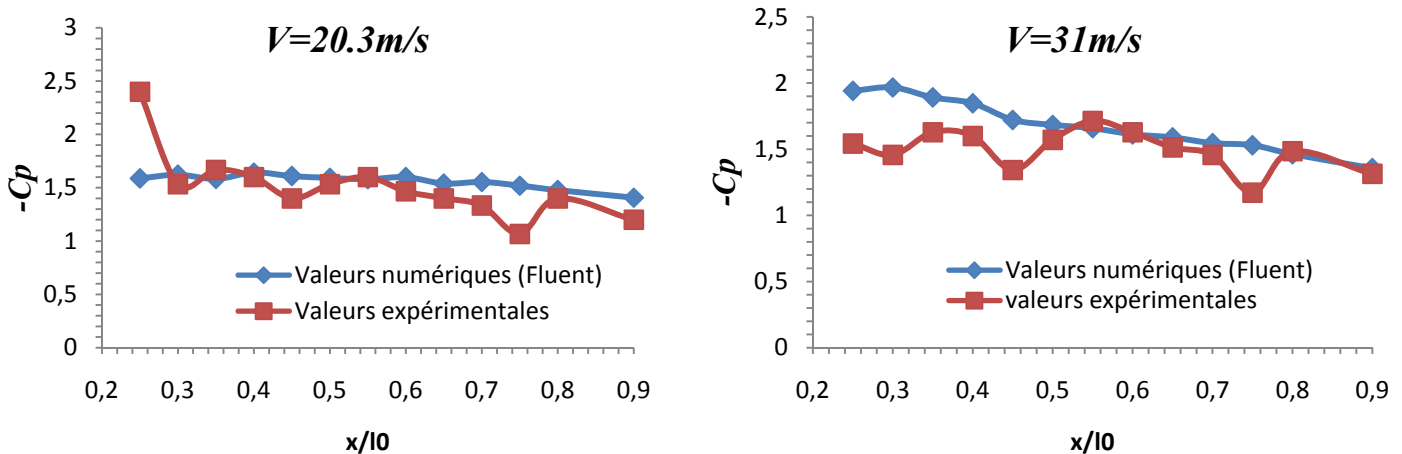 V=20.3m/s
3
2,5
2
1,5
1
0,5
0
-Cp
Valeurs numériques (Fluent)
Valeurs expérimentales
0,2 0,3 0,4 0,5 0,6 0,7 0,8 0,9
x/l0
V=31m/s
2,5
2
1,5
1
0,5
0
-Cp
Valeurs numériques (Fluent)
valeurs expérimentales
0,2 0,3 0,4 0,5 0,6 0,7 0,8 0,9
x/l0